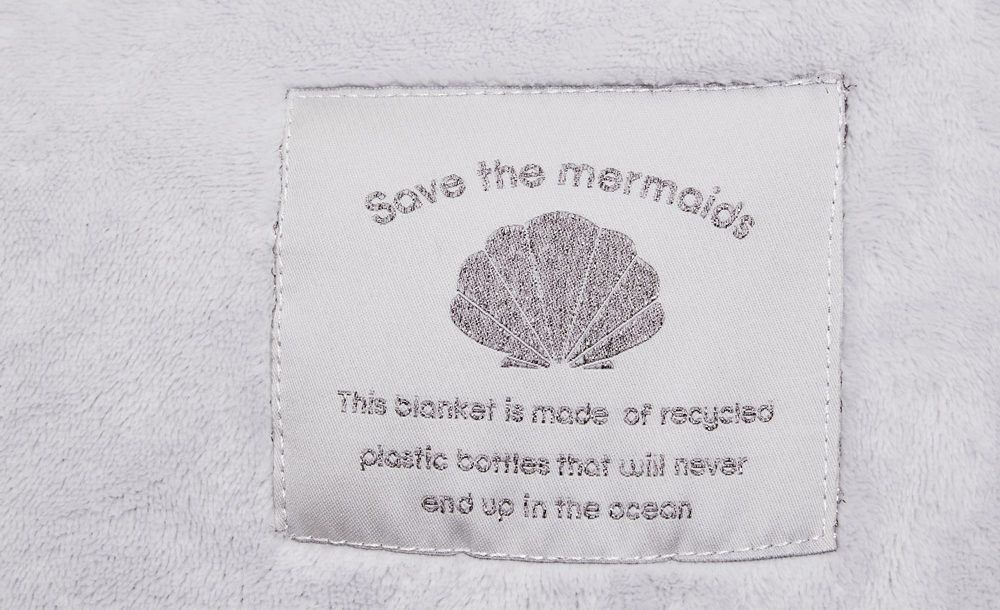 Save the mermaids
This blanket is made of recycled
plastic bottles that will never
end up in the ocean